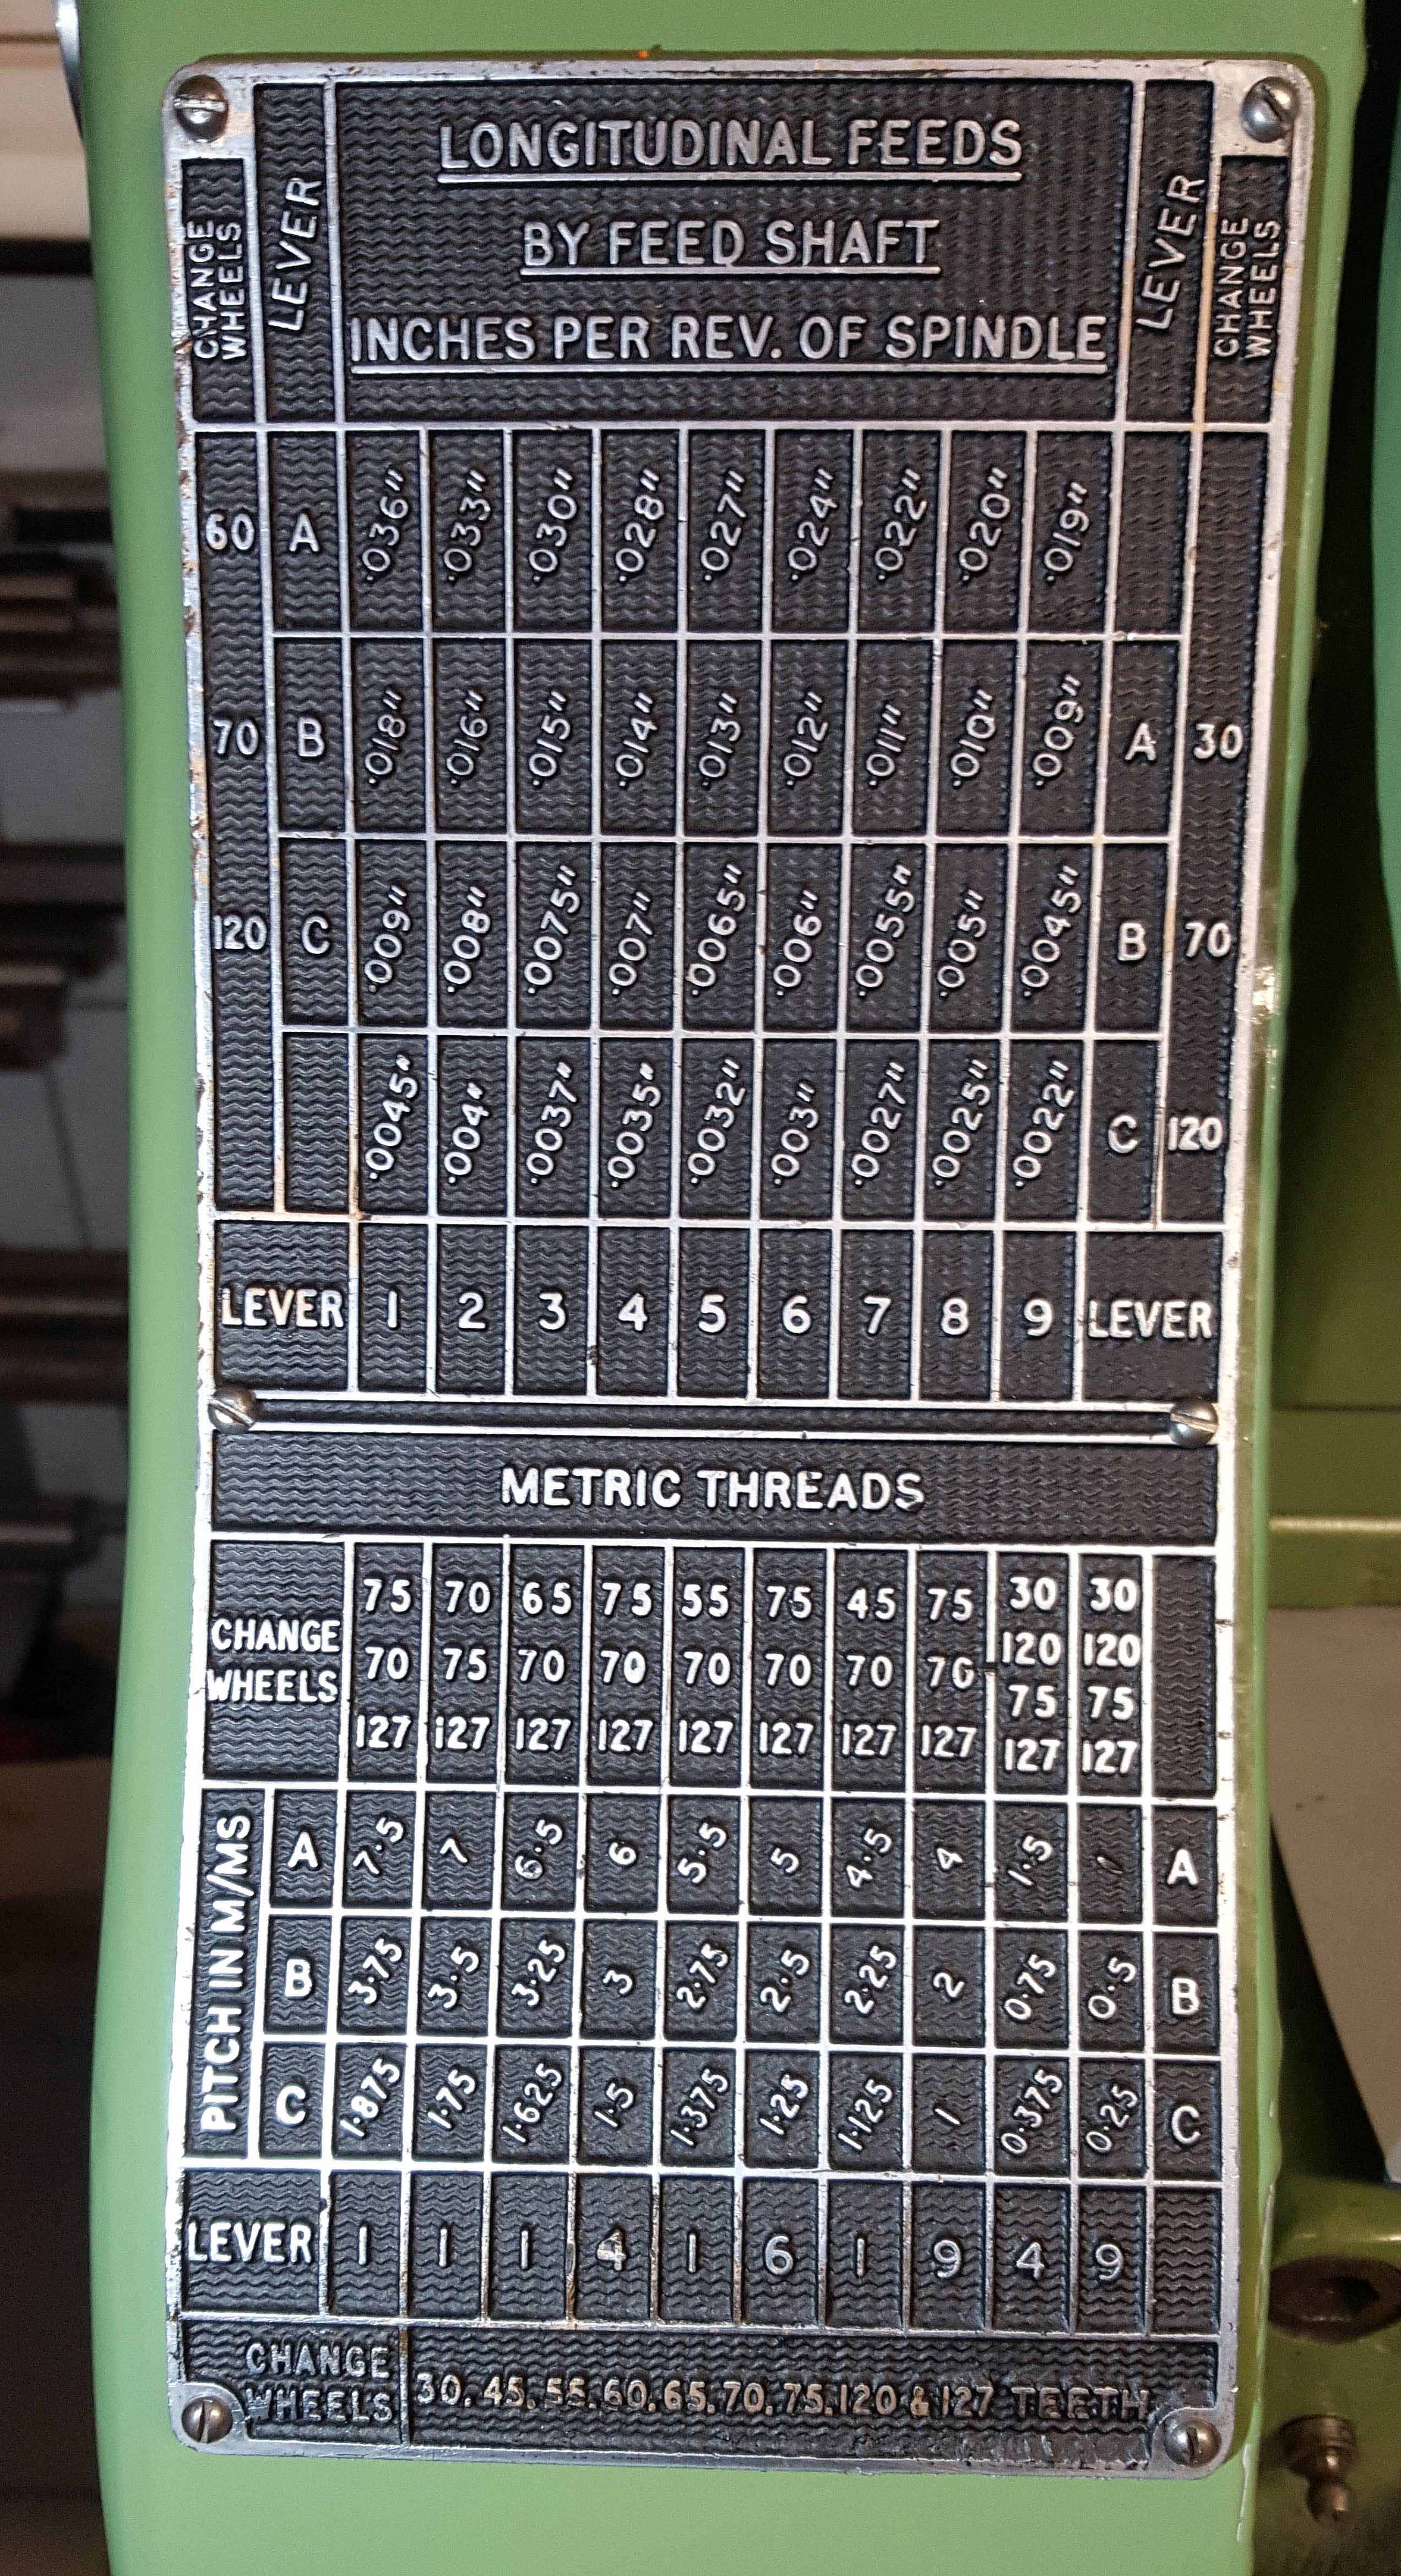 CHANGE WHEELS LEVER LONGITUDINAL FEEDS LEVER CHANGE WHEELS
BY FEED SHAFT
INCHES PER REV. OF SPINDLE
60 A .036" .033" .030" .028" .027" .024" .022" .020" .019"
70 B .018" .016" .015" .014" .013" .012" .011" .010" .009" A 30
120 C .009" .008" .0075" .007" .0065" .006" .0055" .005" .0045" B 70
.0045" .004" .0037" .0035" .0032" .003" .0027" .0025" .0022" C 120
LEVER 1 2 3 4 5 6 7 8 9 LEVER
METRIC THREADS
CHANGE WHEELS
75 70 65 75 55 75 45 75 30 30
70 75 70 70 70 70 70 70 120 120
75 75
127 127 127 127 127 127 127 127 127 127
PITCH IN M/MS
A 7.5 7 6.5 6 5.5 5 4.5 4 1.5 1 A
B 3.75 3.5 3.25 3 2.75 2.5 2.25 2 0.75 0.5 B
C 1.875 1.75 1.625 1.5 1.375 1.25 1.125 1 0.375 0.25 C
LEVER 1 1 1 4 1 6 1 9 4 9
CHANGE WHEELS 30. 45. 55. 60. 65. 70. 75. 120 & 127 TEETH